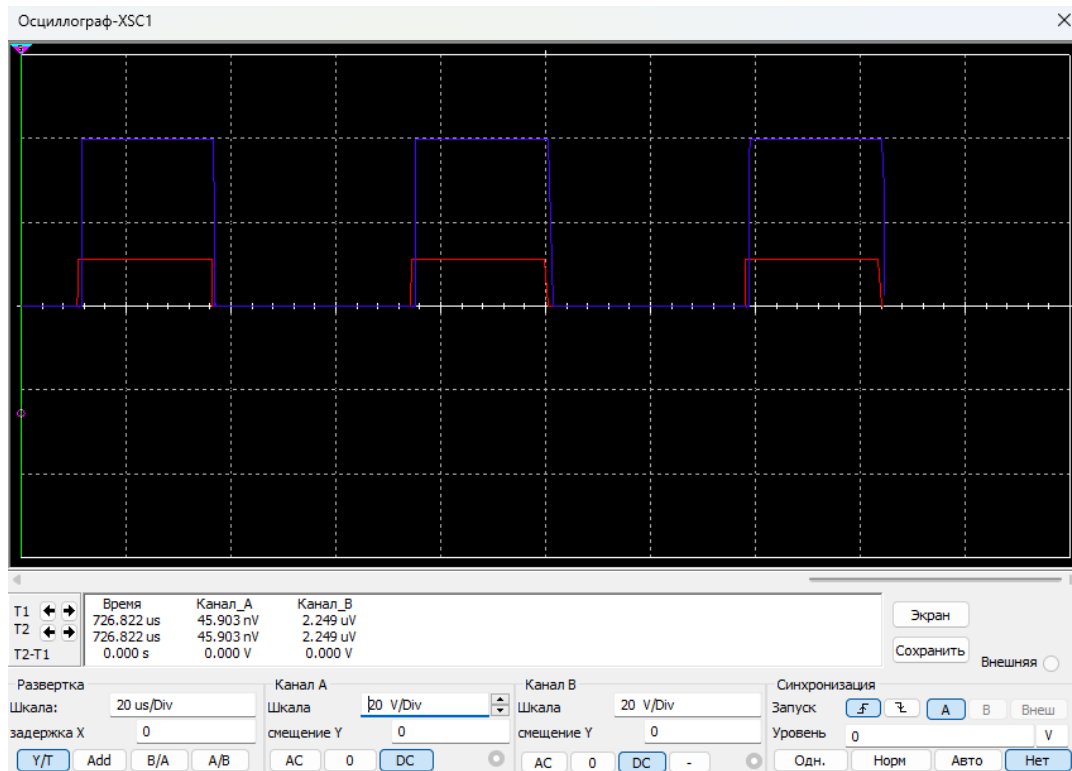 Осциллограф-XSC1
Время Канал_A Канал_B
T1 726.822 us 45.903 nV 2.249 uV
T2 726.822 us 45.903 nV 2.249 uV
T2-T1 0.000 s 0.000 V 0.000 V
Экран
Сохранить
Внешняя
Развертка
Шкала: 20 us/Div
задержка X 0
Y/T Add B/A A/B
Канал A
Шкала 20 V/Div
смещение Y 0
AC 0 DC
Канал B
Шкала 20 V/Div
смещение Y 0
AC 0 DC -
Синхронизация
Запуск A B Внеш
Уровень 0 V
Одн. Норм Авто Нет